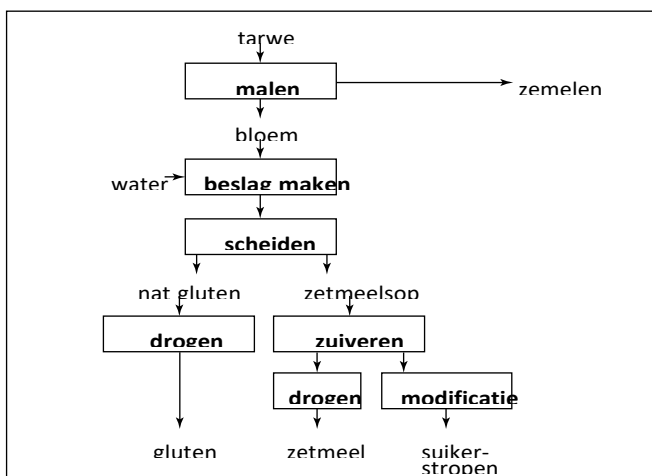 tarwe
malen
zemelen
bloem
water
beslag maken
scheiden
nat gluten
zetmeelsop
drogen
zuiveren
drogen
modificatie
gluten
zetmeel
suiker-
stropen